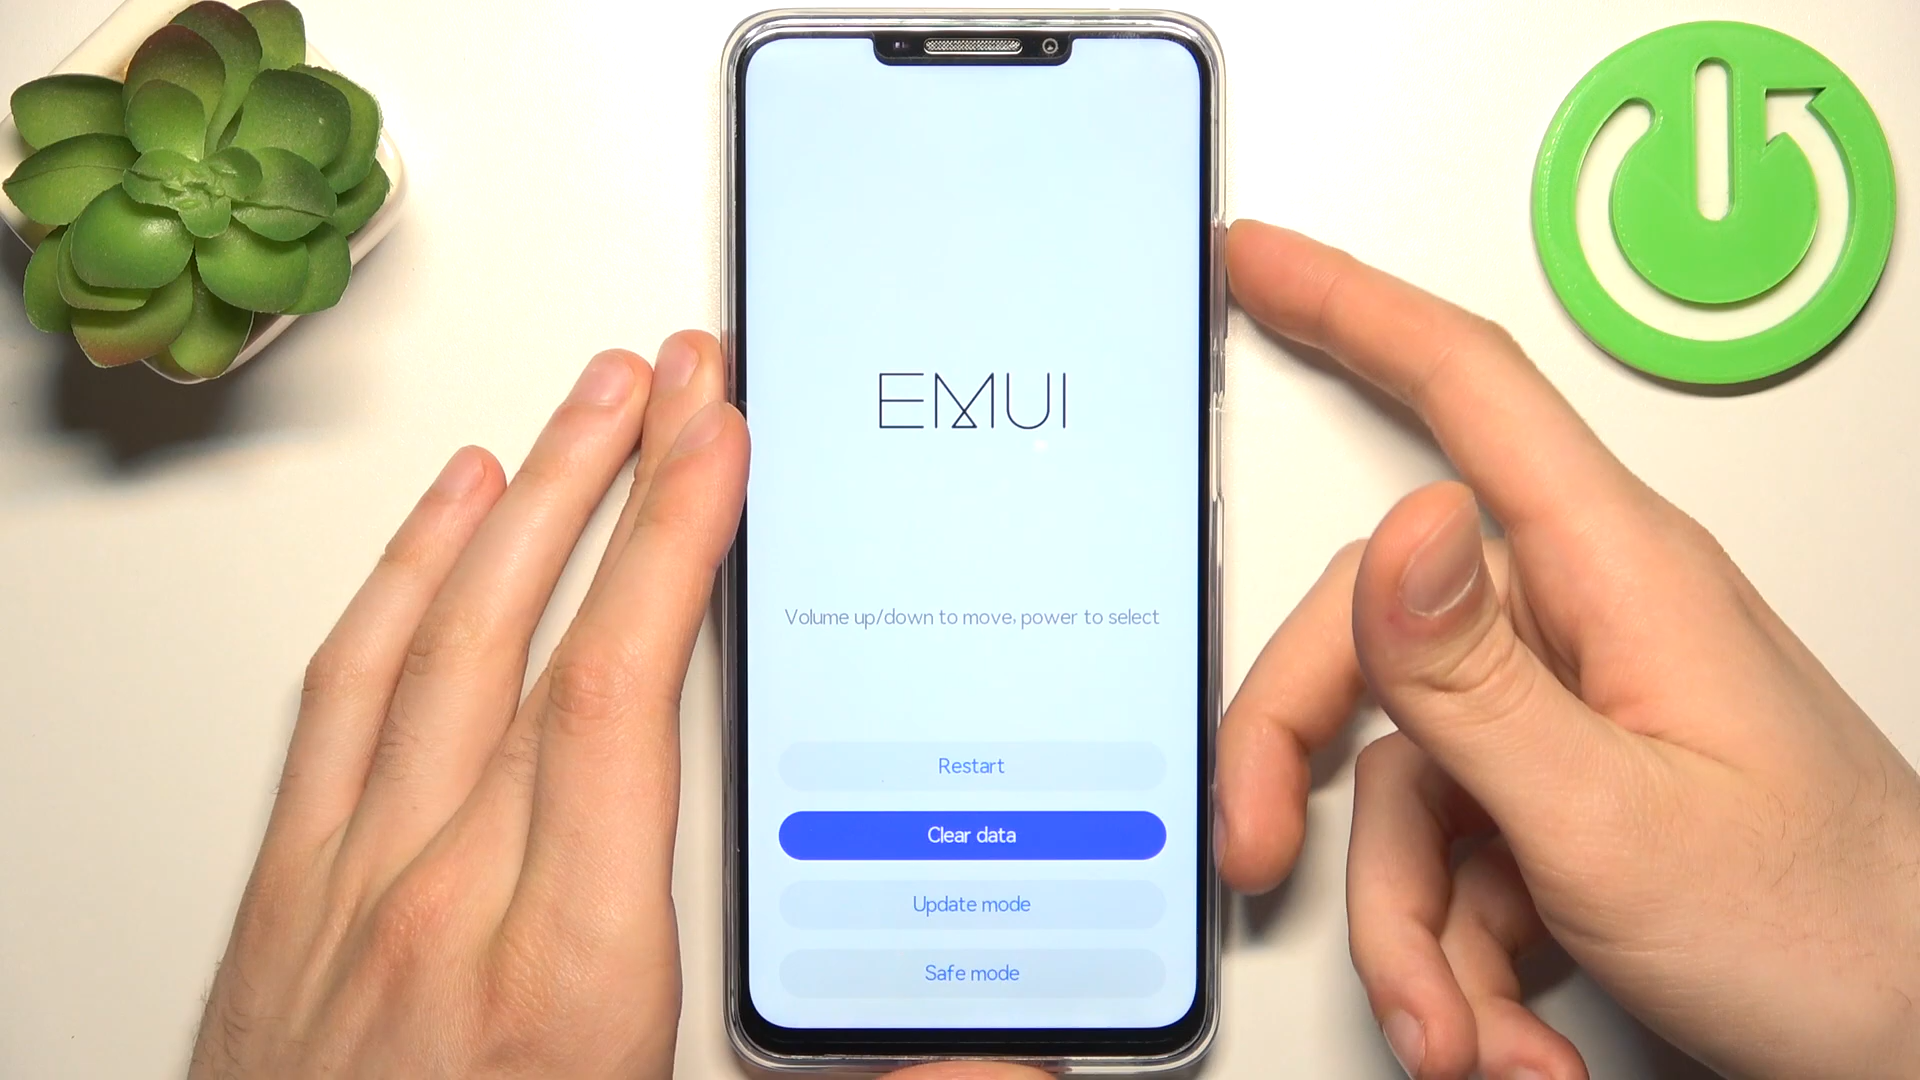 EMUI
Volume up/down to move, power to select
Restart
Clear data
Update mode
Safe mode